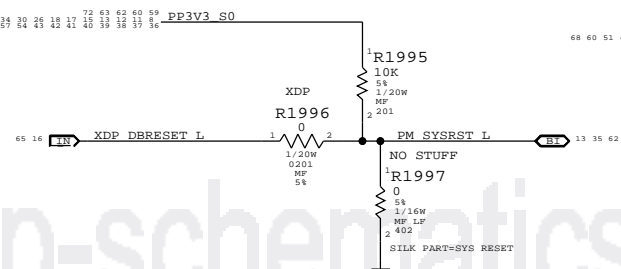 72 63 62 60 59
34 30 26 18 17 15 13 12 11 8
57 54 43 42 41 40 39 38 37 36
PP3V3_S0
68 60 51
1
R1995
10K
5%
1/20W
MF
2 201
XDP
R1996
0
65 16 IN XDP_DBRESET_L 1 2 PM_SYSRST_L BI 13 35 62
1/20W
0201
MF
5%
NO STUFF
1
R1997
0
5%
1/16W
MF_LF
2 402
SILK_PART=SYS RESET
n-schematics